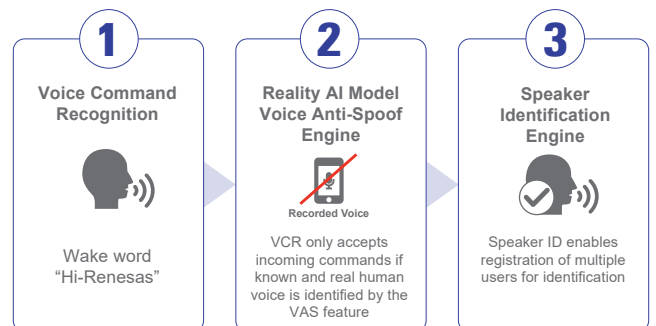 1
Voice Command
Recognition
Wake word
“Hi-Renesas”
2
Reality AI Model
Voice Anti-Spoof
Engine
Recorded Voice
VCR only accepts
incoming commands if
known and real human
voice is identified by the
VAS feature
3
Speaker
Identification
Engine
Speaker ID enables
registration of multiple
users for identification